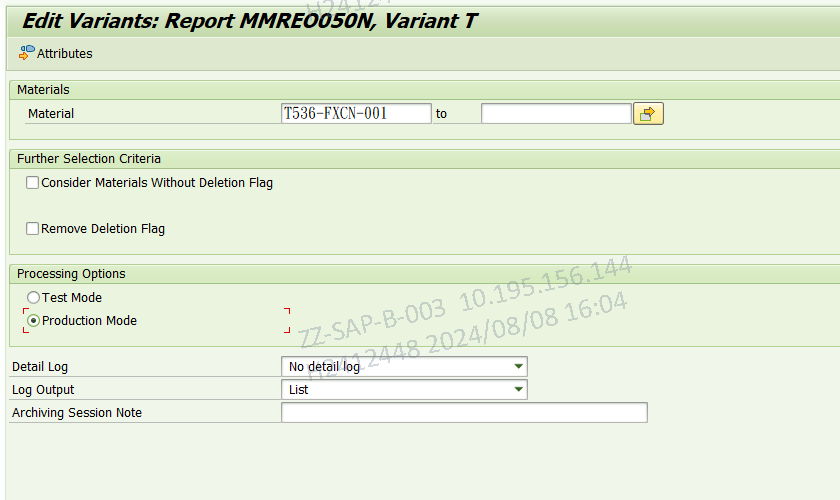 Edit Variants: Report MMREO050N, Variant T
Attributes
Materials
Material T536-FXCN-001 to
Further Selection Criteria
Consider Materials Without Deletion Flag
Remove Deletion Flag
Processing Options
Test Mode
Production Mode
ZZ-SAP-B-003 10.195.156.144
H2412448 2024/08/08 16:04
Detail Log No detail log
Log Output List
Archiving Session Note